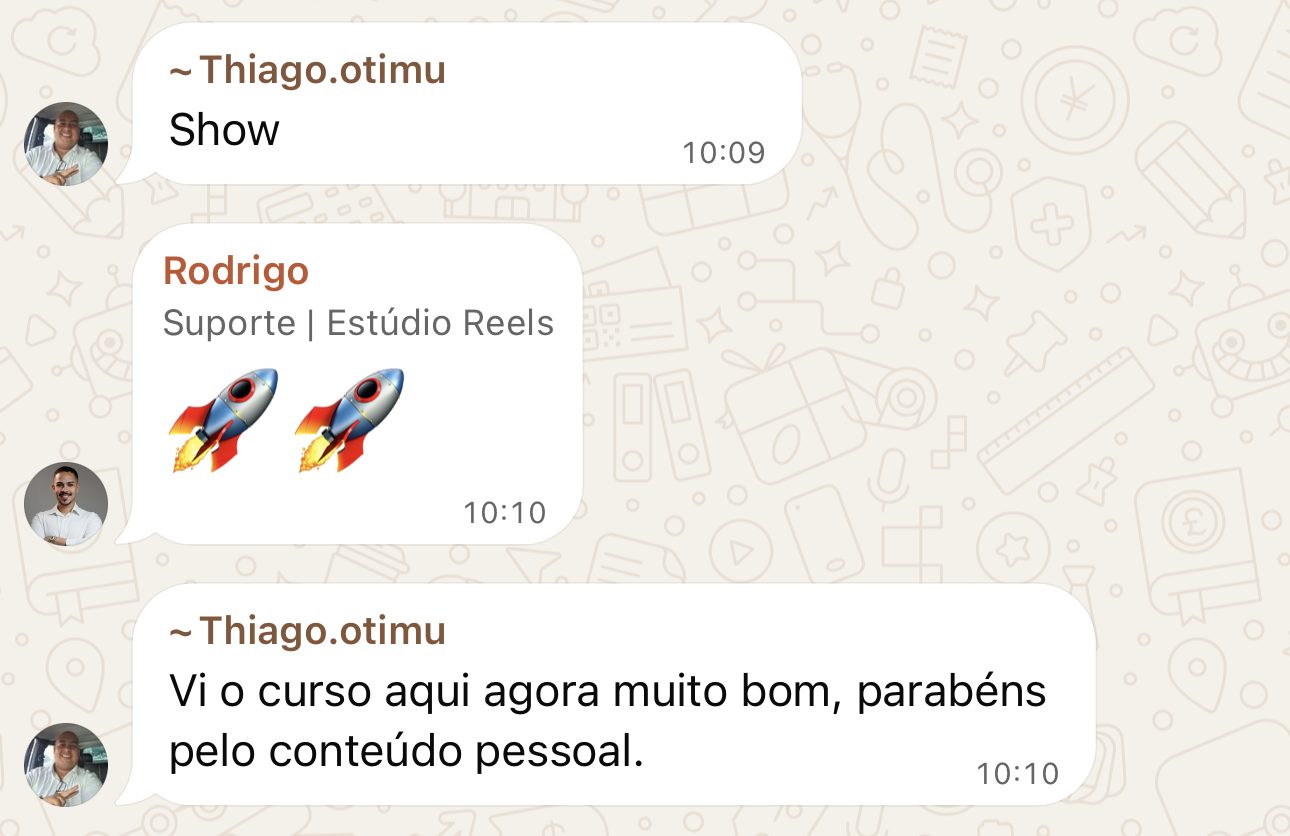 ~ Thiago.otimu
Show
10:09
Rodrigo
Suporte | Estúdio Reels
🚀 🚀
10:10
~ Thiago.otimu
Vi o curso aqui agora muito bom, parabéns
pelo conteúdo pessoal.
10:10